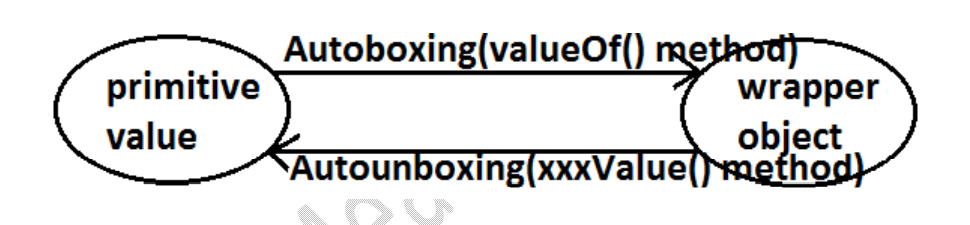 Autoboxing(valueOf() method)
primitive
value
wrapper
object
Autounboxing(xxxValue() method)